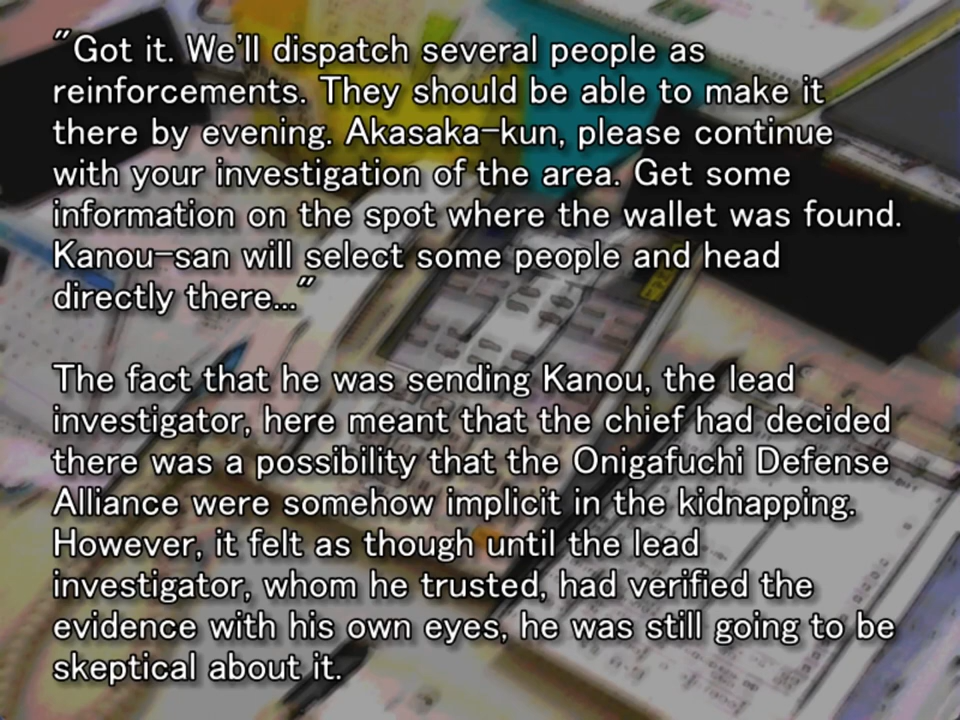 "Got it. We'll dispatch several people as
reinforcements. They should be able to make it
there by evening. Akasaka-kun, please continue
with your investigation of the area. Get some
information on the spot where the wallet was found.
Kanou-san will select some people and head
directly there..."
The fact that he was sending Kanou, the lead
investigator, here meant that the chief had decided
there was a possibility that the Onigafuchi Defense
Alliance were somehow implicit in the kidnapping.
However, it felt as though until the lead
investigator, whom he trusted, had verified the
evidence with his own eyes, he was still going to be
skeptical about it.